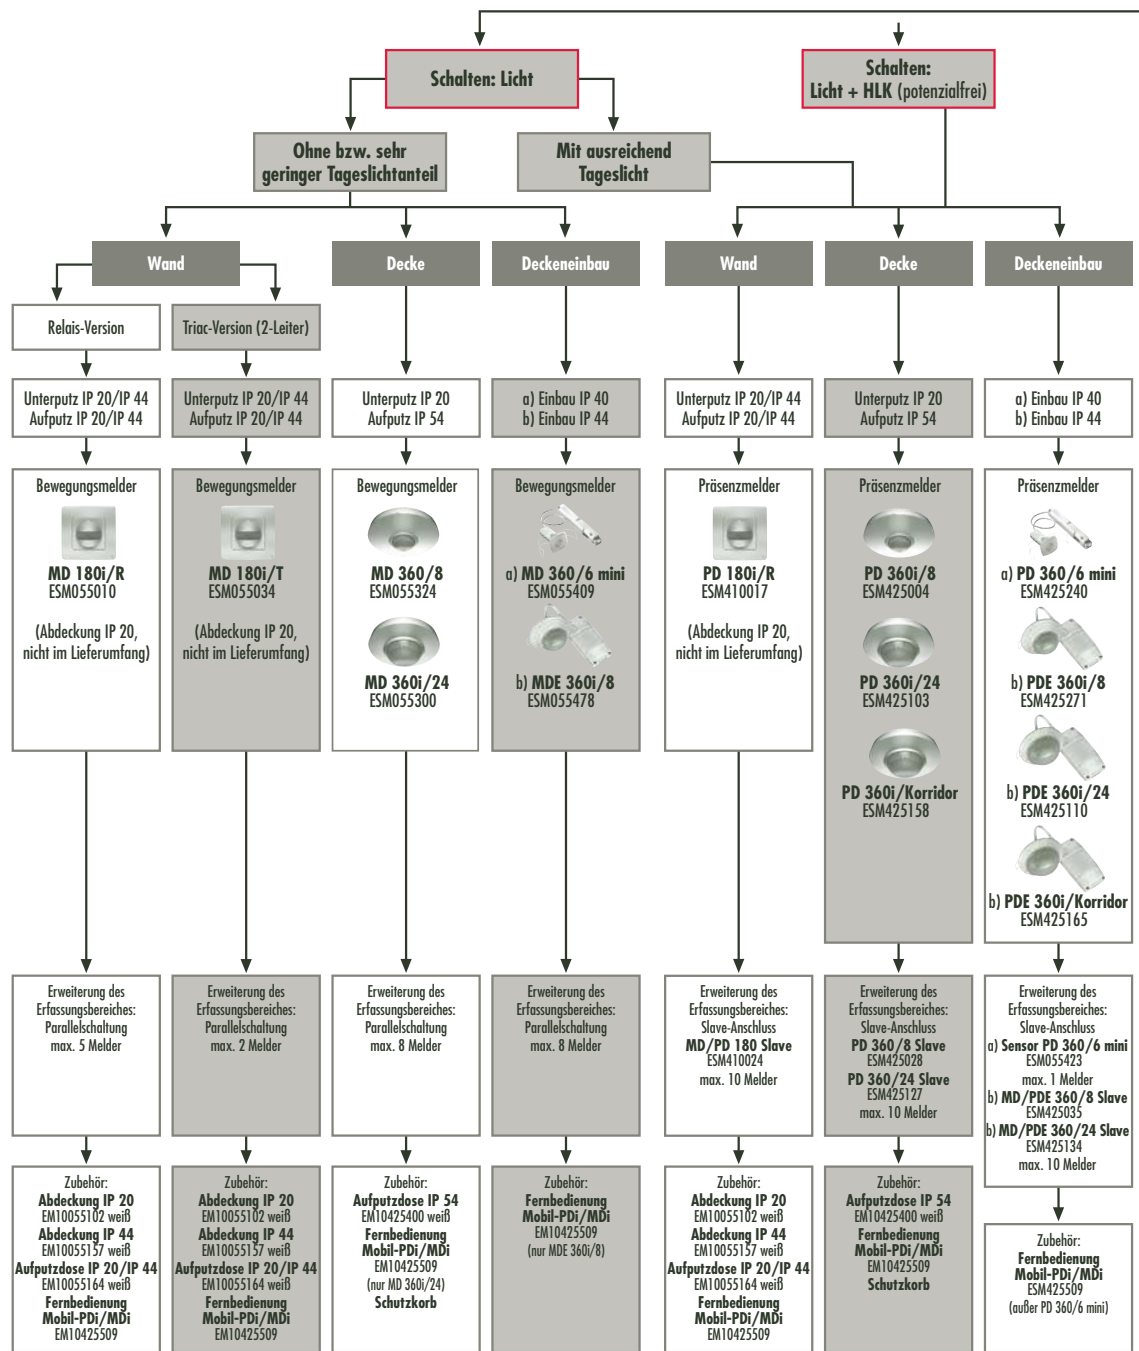 Schalten: Licht
Schalten:
Licht + HLK (potenzialfrei)
Ohne bzw. sehr
geringer Tageslichtanteil
Mit ausreichend
Tageslicht
Wand
Decke
Deckeneinbau
Wand
Decke
Deckeneinbau
Relais-Version
Triac-Version (2-Leiter)
Unterputz IP 20/IP 44
Aufputz IP 20/IP 44
Unterputz IP 20/IP 44
Aufputz IP 20/IP 44
Unterputz IP 20
Aufputz IP 54
a) Einbau IP 40
b) Einbau IP 44
Unterputz IP 20/IP 44
Aufputz IP 20/IP 44
Unterputz IP 20
Aufputz IP 54
a) Einbau IP 40
b) Einbau IP 44
Bewegungsmelder
MD 180i/R
ESM055010
(Abdeckung IP 20,
nicht im Lieferumfang)
Bewegungsmelder
MD 180i/T
ESM055034
(Abdeckung IP 20,
nicht im Lieferumfang)
Bewegungsmelder
MD 360/8
ESM055324
MD 360i/24
ESM055300
Bewegungsmelder
a) MD 360/6 mini
ESM055409
b) MDE 360i/8
ESM055478
Präsenzmelder
PD 180i/R
ESM410017
(Abdeckung IP 20,
nicht im Lieferumfang)
Präsenzmelder
PD 360i/8
ESM425004
PD 360i/24
ESM425103
PD 360i/Korridor
ESM425158
Präsenzmelder
a) PD 360/6 mini
ESM425240
b) PDE 360i/8
ESM425271
b) PDE 360i/24
ESM425110
b) PDE 360i/Korridor
ESM425165
Erweiterung des
Erfassungsbereiches:
Parallelschaltung
max. 5 Melder
Erweiterung des
Erfassungsbereiches:
Parallelschaltung
max. 2 Melder
Erweiterung des
Erfassungsbereiches:
Parallelschaltung
max. 8 Melder
Erweiterung des
Erfassungsbereiches:
Parallelschaltung
max. 8 Melder
Erweiterung des
Erfassungsbereiches:
Slave-Anschluss
MD/PD 180 Slave
ESM410024
max. 10 Melder
Erweiterung des
Erfassungsbereiches:
Slave-Anschluss
PD 360/8 Slave
ESM425028
PD 360/24 Slave
ESM425127
max. 10 Melder
Erweiterung des
Erfassungsbereiches:
Slave-Anschluss
a) Sensor PD 360/6 mini
ESM055423
max. 1 Melder
b) MD/PDE 360/8 Slave
ESM425035
b) MD/PDE 360/24 Slave
ESM425134
max. 10 Melder
Zubehör:
Abdeckung IP 20
EM10055102 weiß
Abdeckung IP 44
EM10055157 weiß
Aufputzdose IP 20/IP 44
EM10055164 weiß
Fernbedienung
Mobil-PDi/MDi
EM10425509
Zubehör:
Abdeckung IP 20
EM10055102 weiß
Abdeckung IP 44
EM10055157 weiß
Aufputzdose IP 20/IP 44
EM10055164 weiß
Fernbedienung
Mobil-PDi/MDi
EM10425509
Zubehör:
Aufputzdose IP 54
EM10425400 weiß
Fernbedienung
Mobil-PDi/MDi
EM10425509
(nur MD 360i/24)
Schutzkorb
Zubehör:
Fernbedienung
Mobil-PDi/MDi
EM10425509
(nur MDE 360i/8)
Zubehör:
Abdeckung IP 20
EM10055102 weiß
Abdeckung IP 44
EM10055157 weiß
Aufputzdose IP 20/IP 44
EM10055164 weiß
Fernbedienung
Mobil-PDi/MDi
EM10425509
Zubehör:
Aufputzdose IP 54
EM10425400 weiß
Fernbedienung
Mobil-PDi/MDi
EM10425509
Schutzkorb
Zubehör:
Fernbedienung
Mobil-PDi/MDi
ESM425509
(außer PD 360/6 mini)